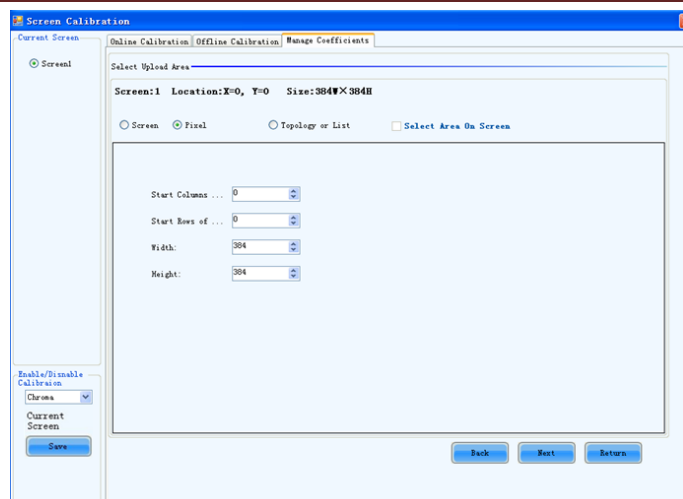 Screen Calibration
Current Screen
Screen1
Online Calibration Offline Calibration Manage Coefficients
Select Upload Area
Screen:1 Location:X=0, Y=0 Size:384W×384H
Screen Pixel Topology or List Select Area On Screen
Start Columns ... 0
Start Rows of ... 0
Width: 384
Height: 384
Enable/Disnable
Calibraion
Chroma
Current
Screen
Save
Back Next Return